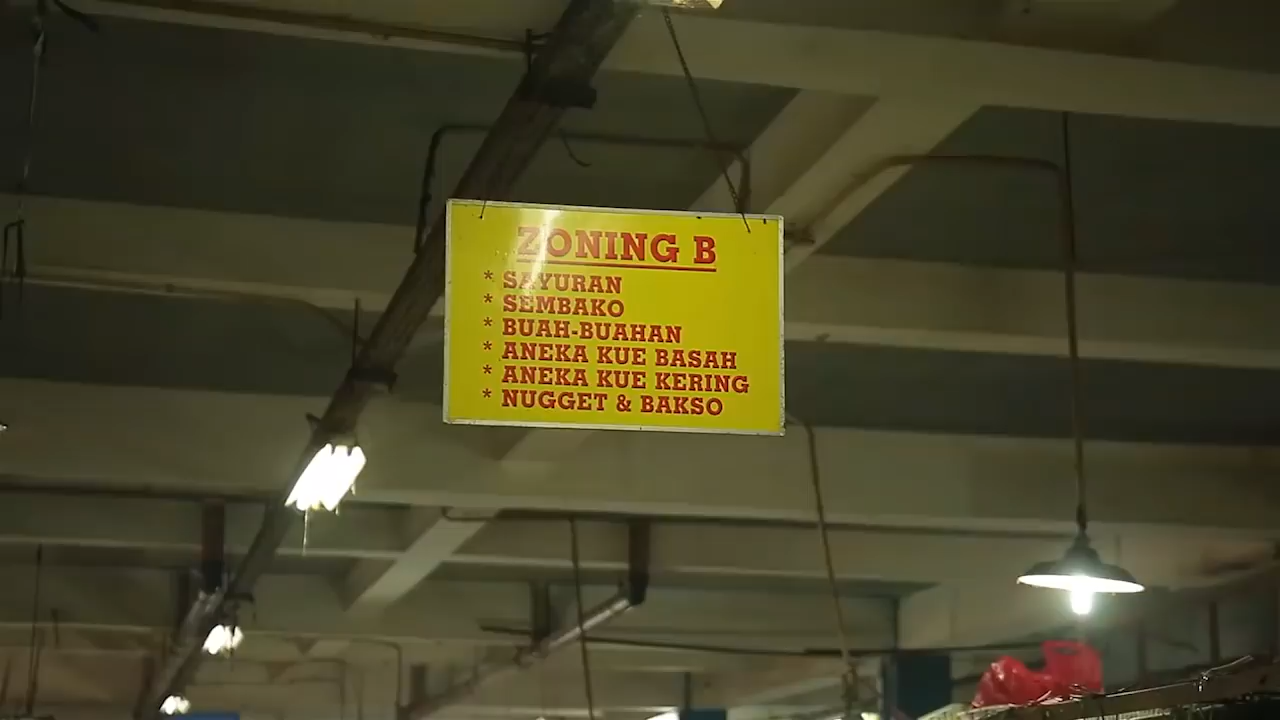 ZONING B
* SAYURAN
* SEMBAKO
* BUAH-BUAHAN
* ANEKA KUE BASAH
* ANEKA KUE KERING
* NUGGET & BAKSO